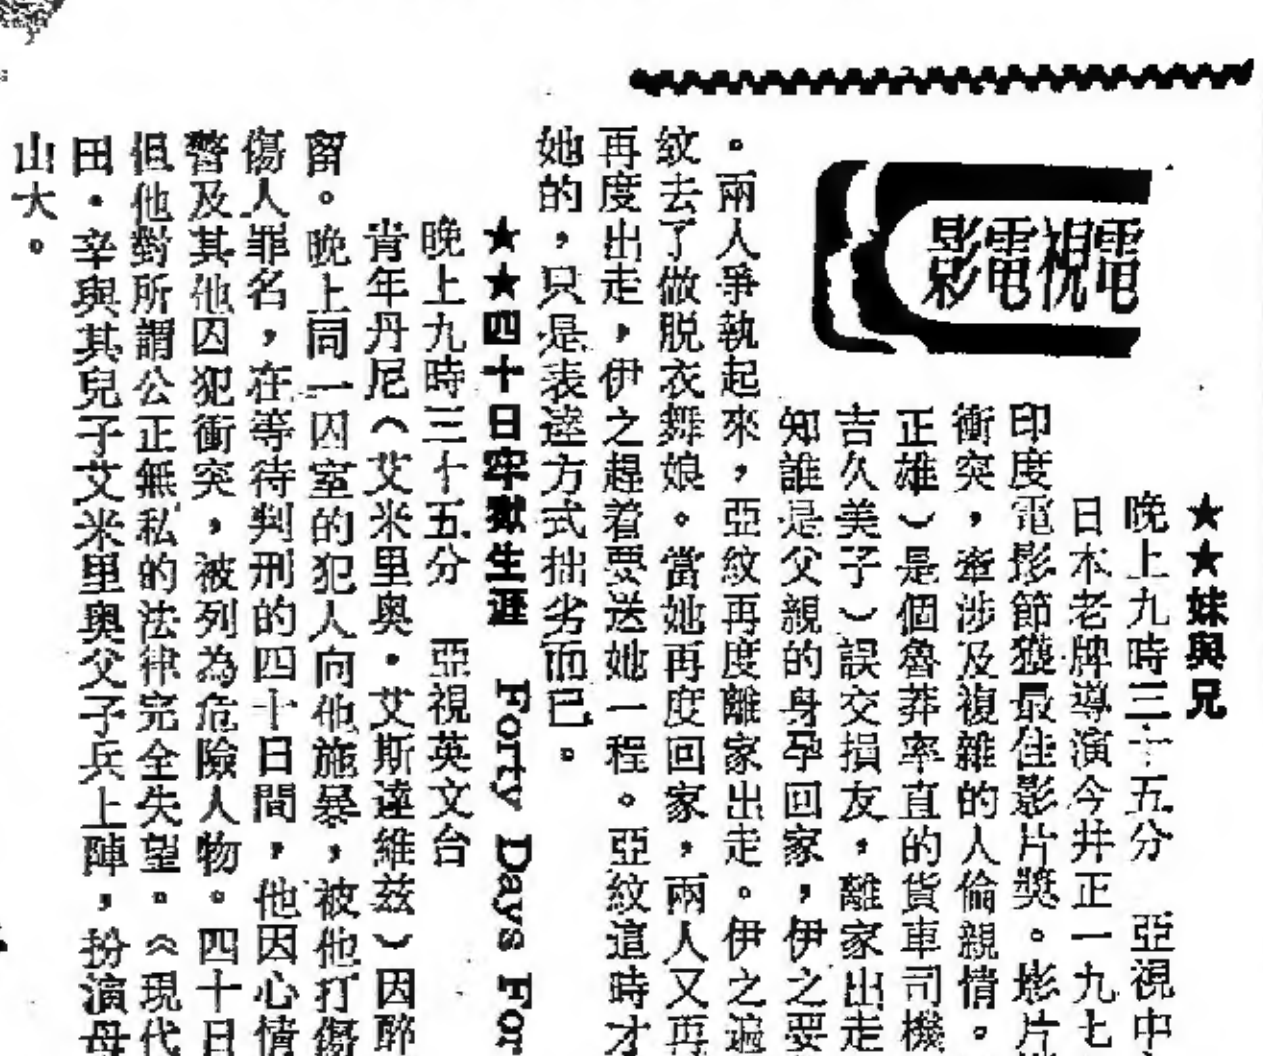 電視電影
★★妹與兄
晚上九時三十五分　亞視中
日本老牌導演今井正一九七
印度電影節獲最佳影片獎。影片
衝突，牽涉及複雜的人倫親情。
正雄）是個魯莽率直的貨車司機
吉久美子）誤交損友，離家出走
知誰是父親的身孕回家，伊之要
。兩人爭執起來，亞紋再度離家出走。伊之遍
紋去了做脫衣舞娘。當她再度回家，兩人又再
再度出走，伊之趕着要送她一程。亞紋這時才
她的，只是表達方式拙劣而已。
★★四十日牢獄生涯　Forty Days For
晚上九時三十五分　亞視英文台
青年丹尼（艾米里奧・艾斯達維茲）因醉
留。晚上同一囚室的犯人向他施暴，被他打傷
傷人罪名，在等待判刑的四十日間，他因心情
警及其他囚犯衝突，被列為危險人物。四十日
但他對所謂公正無私的法律完全失望。《現代
田・辛與其兒子艾米里奧父子兵上陣，扮演母
山大。